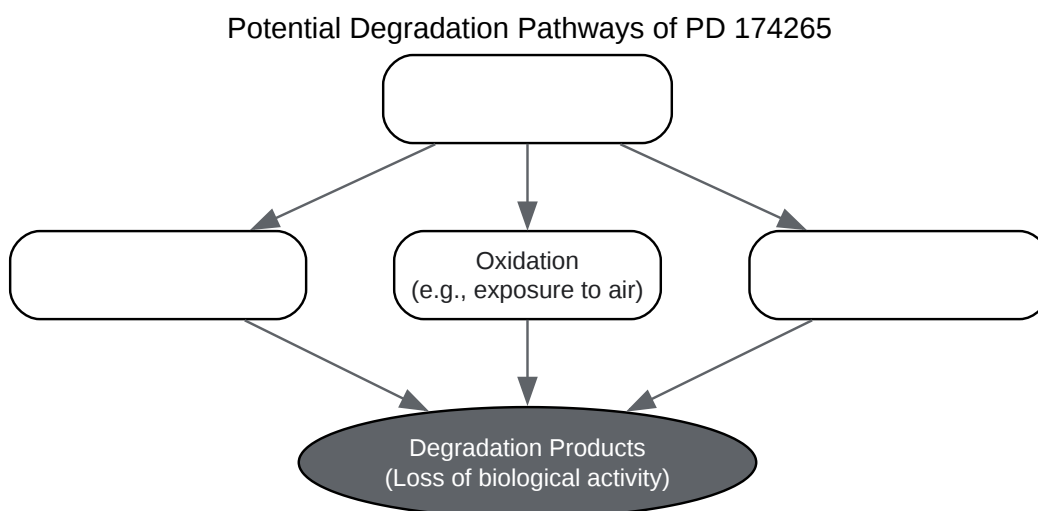 Potential Degradation Pathways of PD 174265
Oxidation
(e.g., exposure to air)
Degradation Products
(Loss of biological activity)